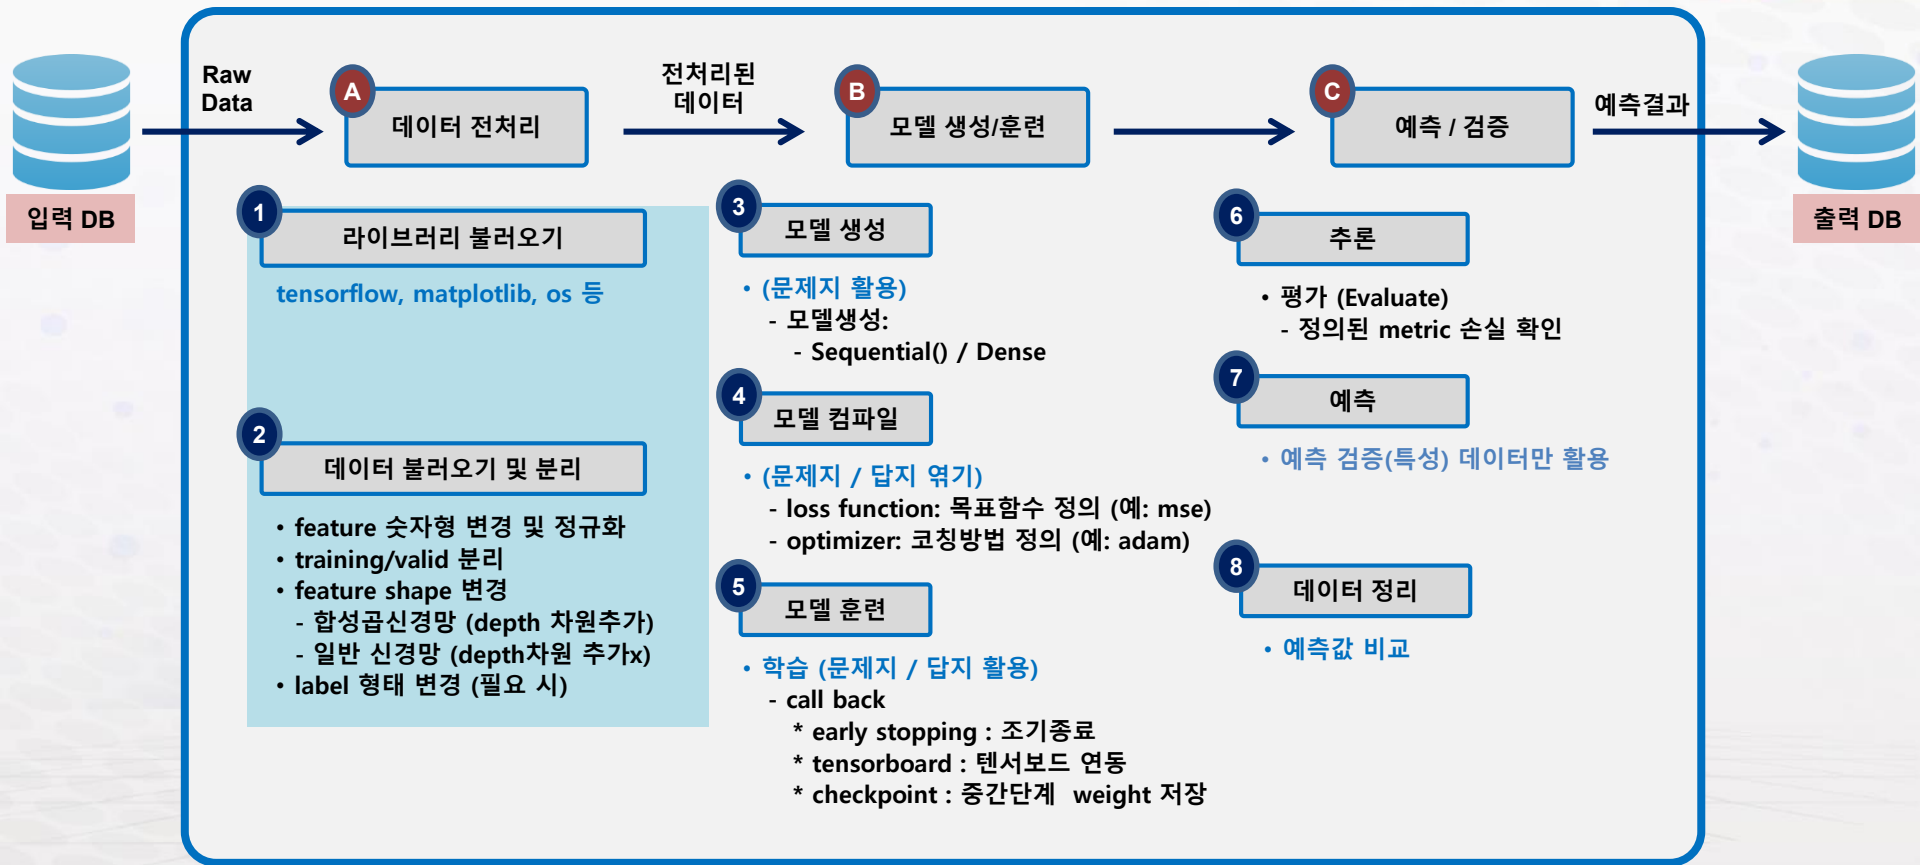 Raw
Data
A
데이터 전처리
전처리된
데이터
B
모델 생성/훈련
C
예측 / 검증
예측결과
입력 DB
출력 DB
1
라이브러리 불러오기
tensorflow, matplotlib, os 등
2
데이터 불러오기 및 분리
• feature 숫자형 변경 및 정규화
• training/valid 분리
• feature shape 변경
- 합성곱신경망 (depth 차원추가)
- 일반 신경망 (depth차원 추가x)
• label 형태 변경 (필요 시)
3
모델 생성
• (문제지 활용)
- 모델생성:
- Sequential() / Dense
4
모델 컴파일
• (문제지 / 답지 엮기)
- loss function: 목표함수 정의 (예: mse)
- optimizer: 코칭방법 정의 (예: adam)
5
모델 훈련
• 학습 (문제지 / 답지 활용)
- call back
* early stopping : 조기종료
* tensorboard : 텐서보드 연동
* checkpoint : 중간단계 weight 저장
6
추론
• 평가 (Evaluate)
- 정의된 metric 손실 확인
7
예측
• 예측 검증(특성) 데이터만 활용
8
데이터 정리
• 예측값 비교